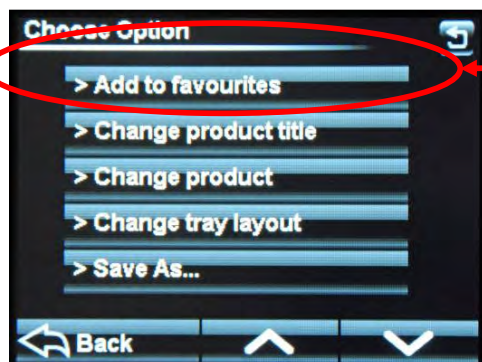 Choose Option
> Add to favourites
> Change product title
> Change product
> Change tray layout
> Save As...
Back